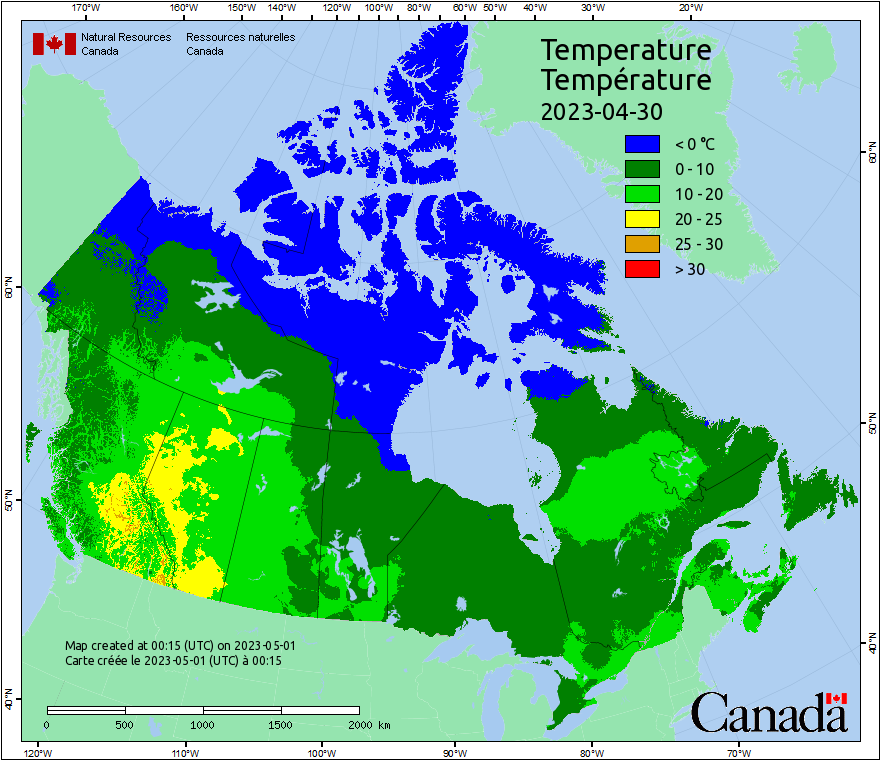 170°W 160°W 150°W 140°W 120°W 100°W 80°W 60°W 50°W 40°W 30°W 20°W
Natural Resources Ressources naturelles
Canada Canada
Temperature
Température
2023-04-30
< 0 °C
0 - 10
10 - 20
20 - 25
25 - 30
> 30
60°N
60°N
50°N
50°N
40°N
40°N
Map created at 00:15 (UTC) on 2023-05-01
Carte créée le 2023-05-01 (UTC) à 00:15
0 500 1000 1500 2000 km
Canada
120°W 110°W 100°W 90°W 80°W 70°W